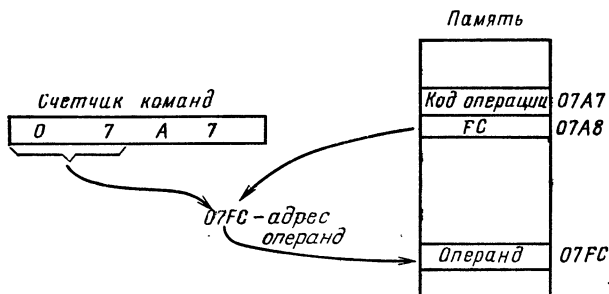 Память
Счетчик команд
0 7 A 7
Код операции 07A7
FC 07A8
07FC-адрес
операнд
Операнд 07FC